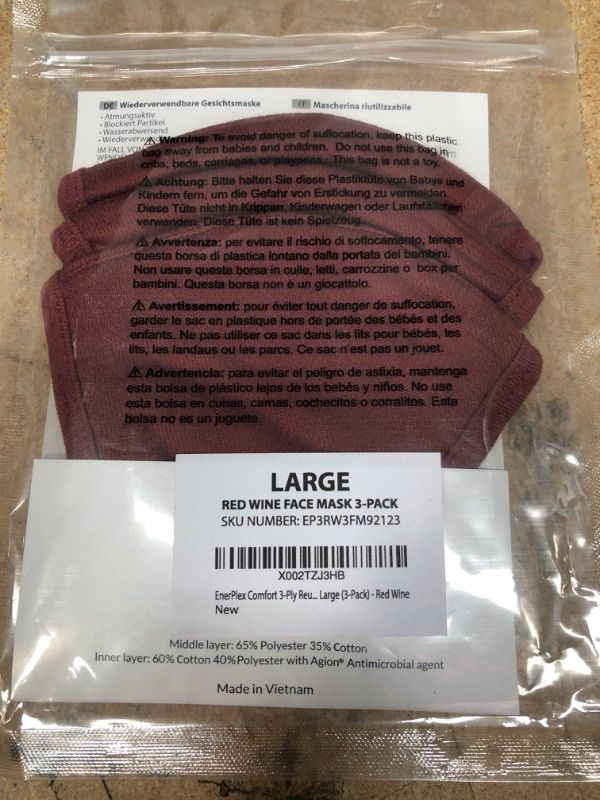 DE Wiederverwendbare Gesichtsmaske
IT Mascherina riutilizzabile
• Atmungsaktiv
• Blockiert Partikel
• Wasserabweisend
IM FALL
⚠ Warning: To avoid danger of suffocation, keep this plastic
bag away from babies and children. Do not use this bag in
cribs, beds, carriages, or playpens. This bag is not a toy.
⚠ Achtung: Bitte halten Sie diese Plastiktüte von Babys und
Kindern fern, um die Gefahr von Erstickung zu vermeiden.
Diese Tüte nicht in Krippen, Kinderwagen oder Laufställchen
verwenden. Diese Tüte ist kein Spielzeug.
⚠ Avvertenza: per evitare il rischio di soffocamento, tenere
questa borsa di plastica lontano dalla portata dei bambini.
Non usare questa borsa in culle, letti, carrozzine o box per
bambini. Questa borsa non è un giocattolo.
⚠ Avertissement: pour éviter tout danger de suffocation,
garder le sac en plastique hors de portée des bébés et des
enfants. Ne pas utiliser ce sac dans les lits pour bébés, les
lits, les landaus ou les parcs. Ce sac n'est pas un jouet.
⚠ Advertencia: para evitar el peligro de asfixia, mantenga
esta bolsa de plástico lejos de los bebés y niños. No use
esta bolsa en cunas, camas, cochecitos o corralitos. Esta
bolsa no es un juguete.
LARGE
RED WINE FACE MASK 3-PACK
SKU NUMBER: EP3RW3FM92123
X002TZJ3HB
EnerPlex Comfort 3-Ply Reu... Large (3-Pack) - Red Wine
New
Middle layer: 65% Polyester 35% Cotton
Inner layer: 60% Cotton 40%Polyester with Agion® Antimicrobial agent
Made in Vietnam